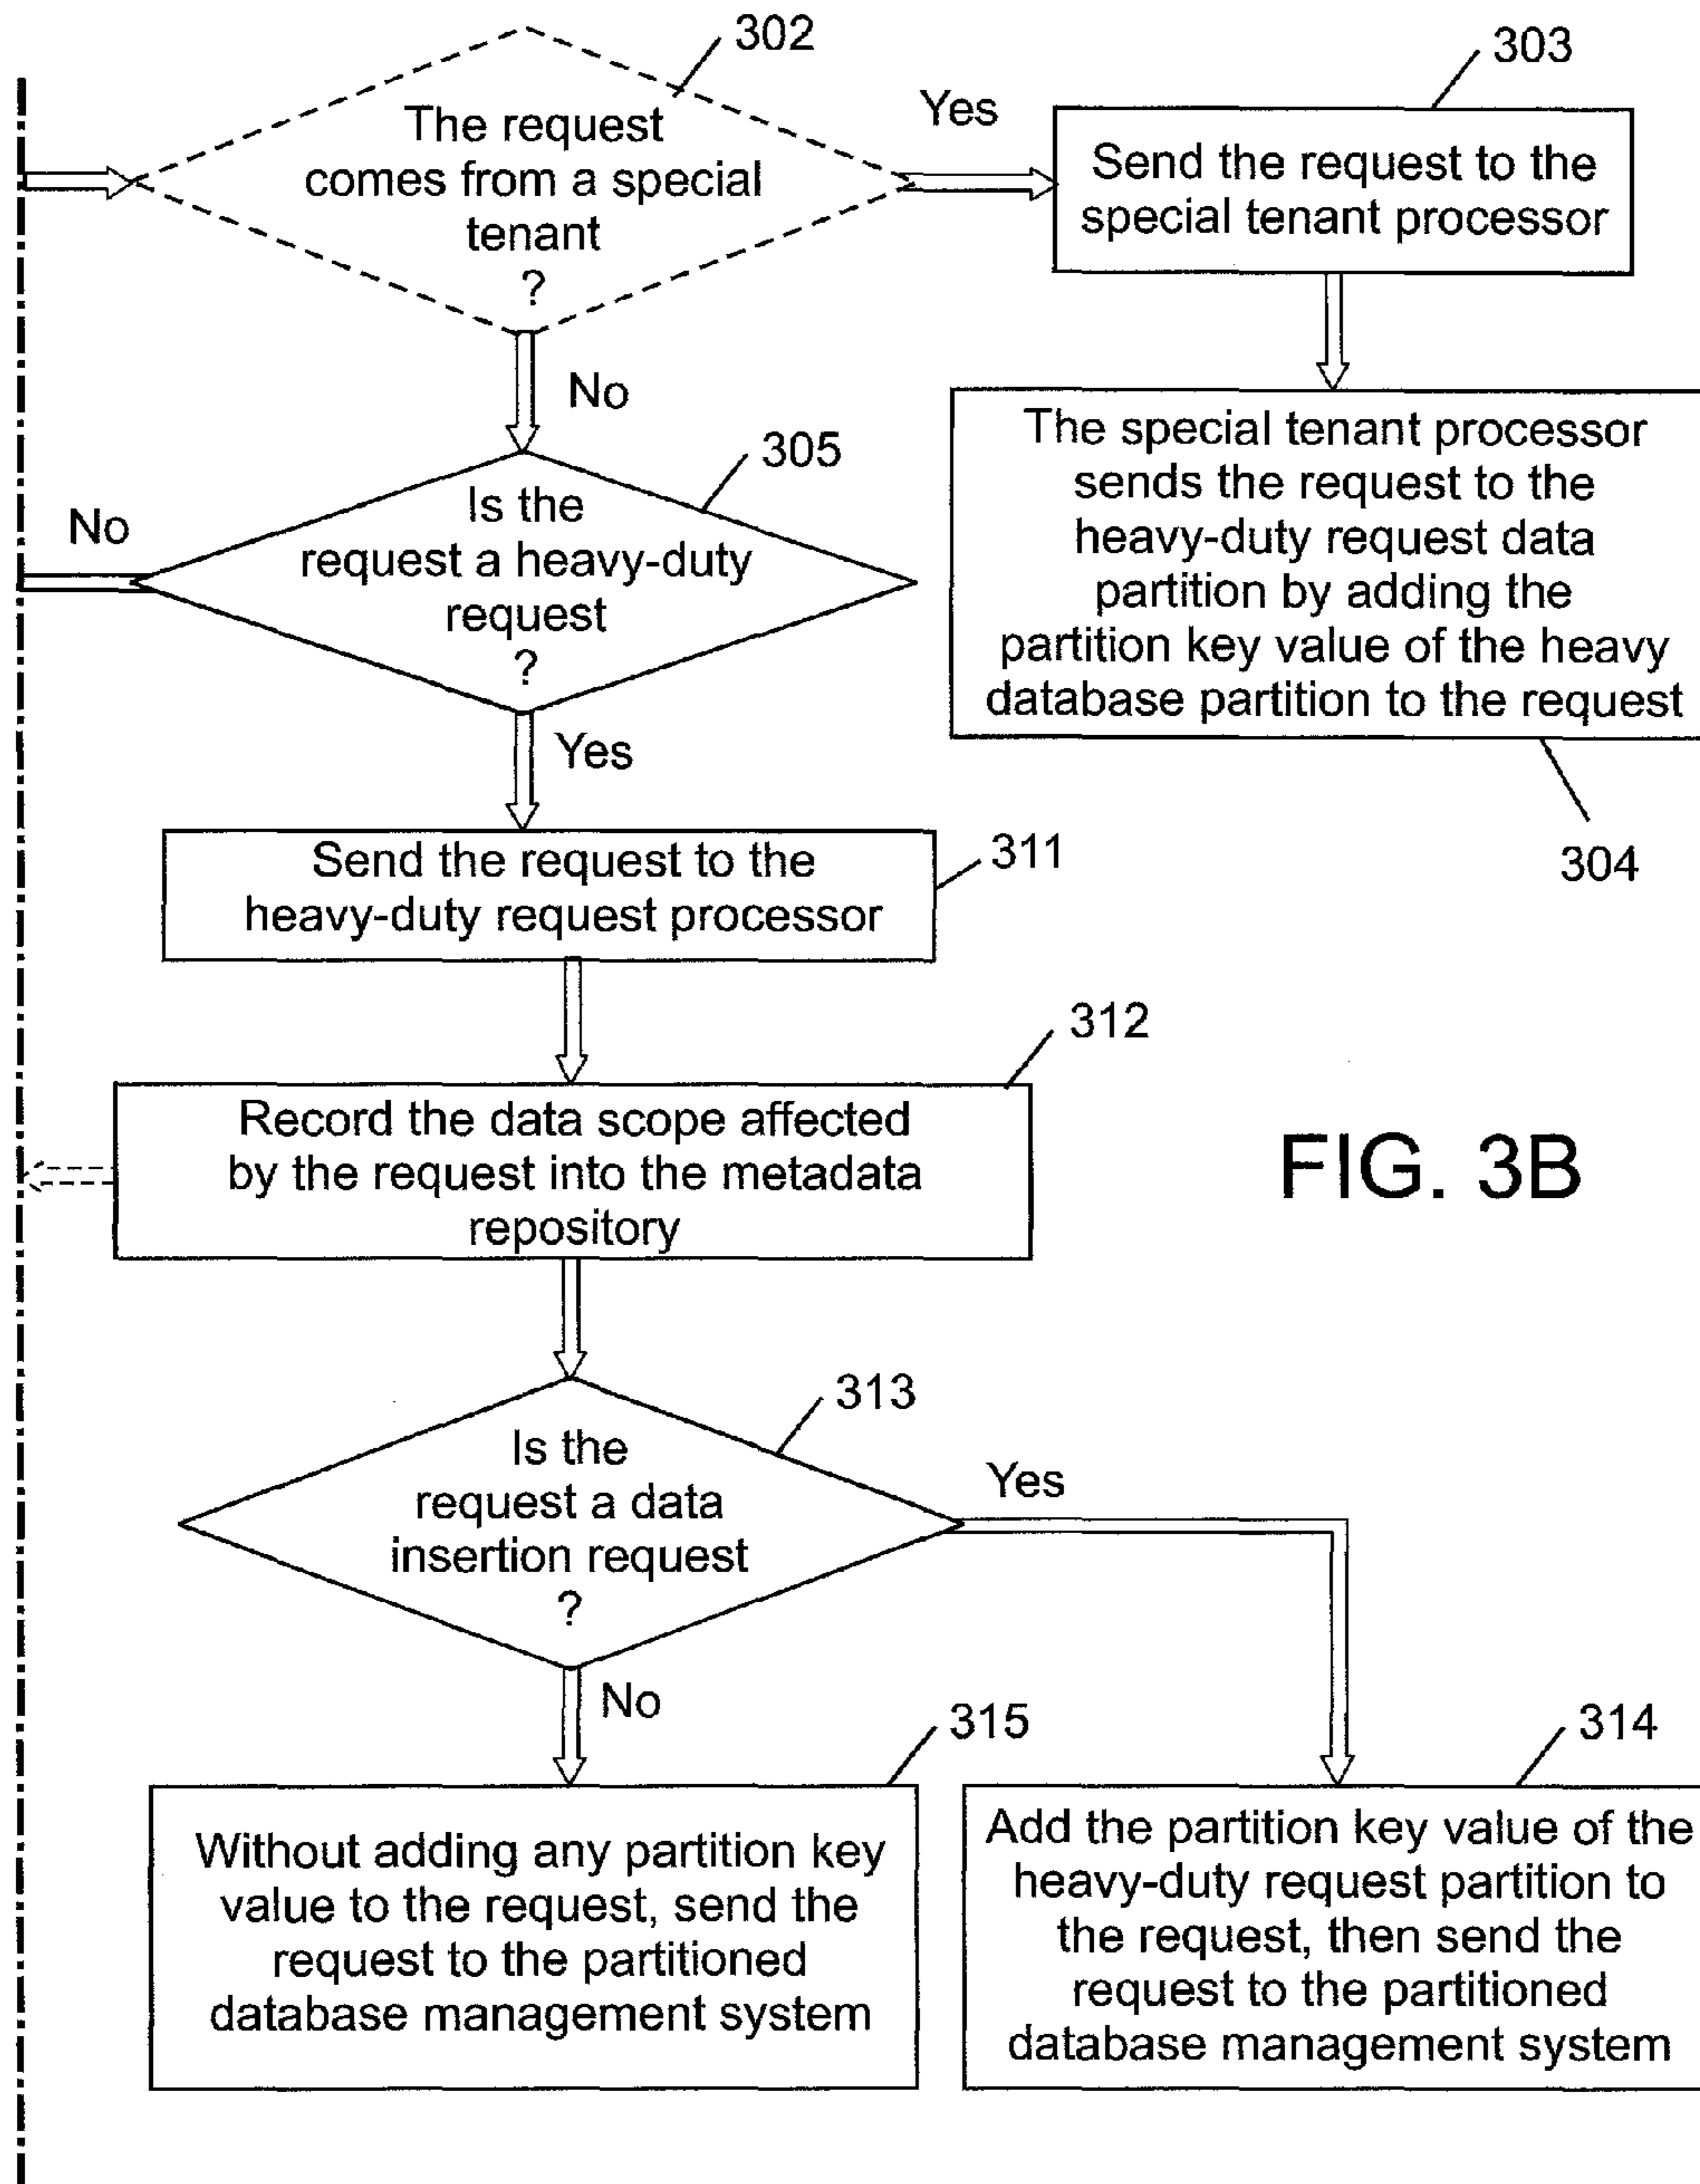 302
The request
comes from a special
tenant
?
Yes
303
Send the request to the
special tenant processor
No
305
Is the
request a heavy-duty
request
?
No
The special tenant processor
sends the request to the
heavy-duty request data
partition by adding the
partition key value of the heavy
database partition to the request
304
Yes
Send the request to the
heavy-duty request processor
311
312
Record the data scope affected
by the request into the metadata
repository
FIG. 3B
313
Is the
request a data
insertion request
?
Yes
No
315
Without adding any partition key
value to the request, send the
request to the partitioned
database management system
314
Add the partition key value of the
heavy-duty request partition to
the request, then send the
request to the partitioned
database management system